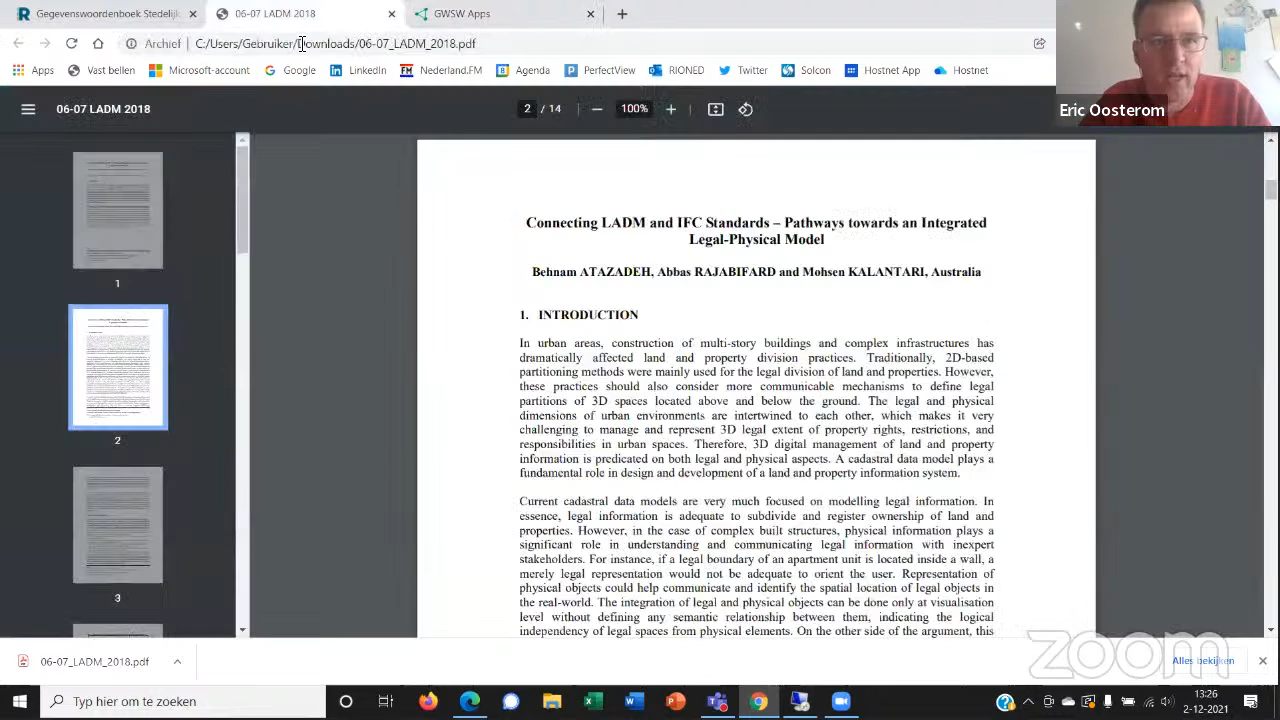 Gegevenswoordenboek Stedelijk
LADM 2018
GWSW Apps
Archief | C:/Users/Gebruiker/Downloads/06-07_LADM_2018.pdf
Apps
Vast bellen
Microsoft-account
Google
LinkedIn
Nederland.FM
Agenda
PerfectView
RIONED
Twitter
Solcon
Hostnet App
Hostnet
Eric Oosterom
06-07 LADM 2018
2 / 14
100%
1
2
3
Connecting LADM and IFC Standards – Pathways towards an Integrated
Legal-Physical Model
Behnam ATAZADEH, Abbas RAJABIFARD and Mohsen KALANTARI, Australia
1. INTRODUCTION
In urban areas, construction of multi-story buildings and complex infrastructures has
dramatically affected land and property division practices. Traditionally, 2D-based
partitioning methods were mainly used for the legal division of land and properties. However,
these practices should also consider more communicable mechanisms to define legal
partitions of 3D spaces located above and below the ground. The legal and physical
dimensions of urban environments are intertwined to each other, which makes it very
challenging to manage and represent 3D legal extent of property rights, restrictions, and
responsibilities in urban spaces. Therefore, 3D digital management of land and property
information is predicated on both legal and physical aspects. A cadastral data model plays a
fundamental role in design and development of a land and property information system.
Current cadastral data models are very much focused on modelling legal information. In
essence, legal information is adequate to subdivide and register ownership of land and
properties. However, in the case of complex built structures, physical information plays a
significant role in understanding and communicating legal information with inexpert
stakeholders. For instance, if a legal boundary of an apartment unit is located inside a wall, a
merely legal representation would not be adequate to orient the user. Representation of
physical objects could help communicate and identify the spatial location of legal objects in
the real-world. The integration of legal and physical objects can be done only at visualisation
level without defining any semantic relationship between them, indicating the logical
independency of legal spaces from physical elements. On the other side of the argument, this
06-07_LADM_2018.pdf
Alles bekijken
zoom
Typ hier om te zoeken
13:26
2-12-2021